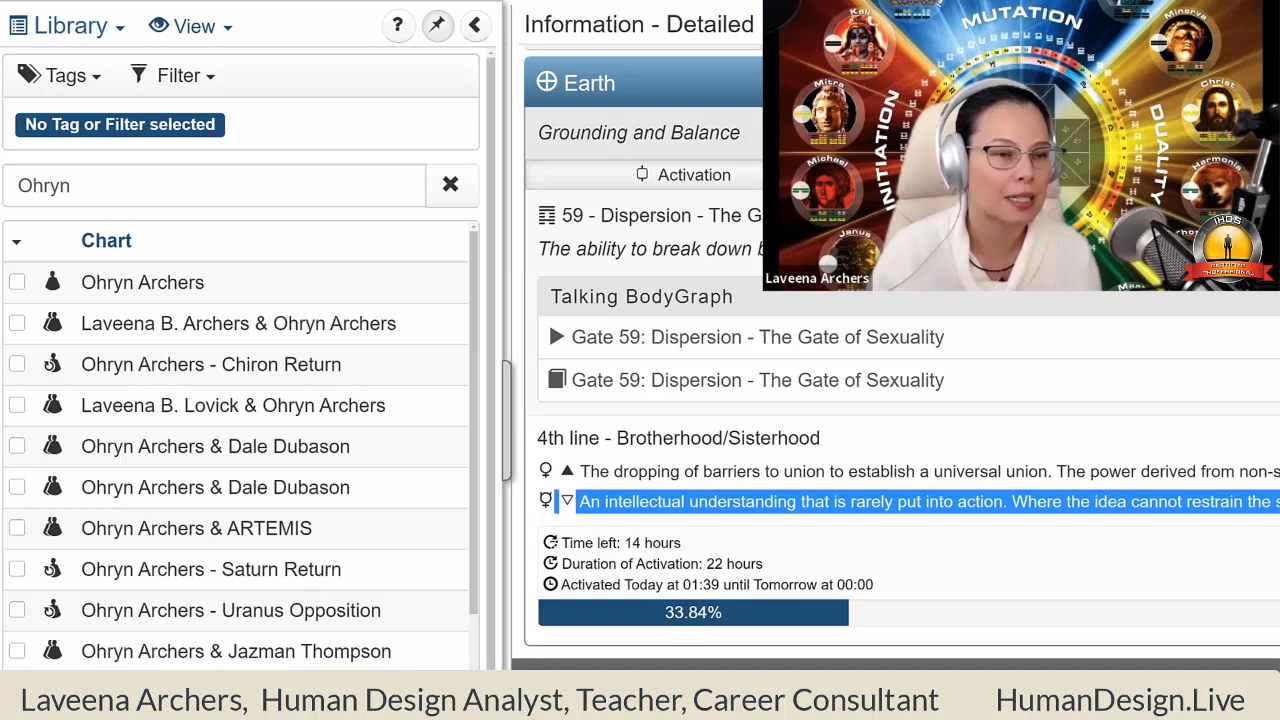 Library
View
?
Tags
Filter
No Tag or Filter selected
Ohryn
Chart
Ohryn Archers
Laveena B. Archers & Ohryn Archers
Ohryn Archers - Chiron Return
Laveena B. Lovick & Ohryn Archers
Ohryn Archers & Dale Dubason
Ohryn Archers & Dale Dubason
Ohryn Archers & ARTEMIS
Ohryn Archers - Saturn Return
Ohryn Archers - Uranus Opposition
Ohryn Archers & Jazman Thompson
Information - Detailed
Earth
Grounding and Balance
Activation
59 - Dispersion - The G
The ability to break down b
Talking BodyGraph
Gate 59: Dispersion - The Gate of Sexuality
Gate 59: Dispersion - The Gate of Sexuality
4th line - Brotherhood/Sisterhood
The dropping of barriers to union to establish a universal union. The power derived from non-s
An intellectual understanding that is rarely put into action. Where the idea cannot restrain the s
Time left: 14 hours
Duration of Activation: 22 hours
Activated Today at 01:39 until Tomorrow at 00:00
33.84%
MUTATION
INITIATION
DUALITY
Kali
Mitra
Michael
Janus
Minerva
Christ
Harmonia
IHDS
CERTIFIED
PROFESSIONAL
Laveena Archers
Laveena Archers, Human Design Analyst, Teacher, Career Consultant
HumanDesign.Live